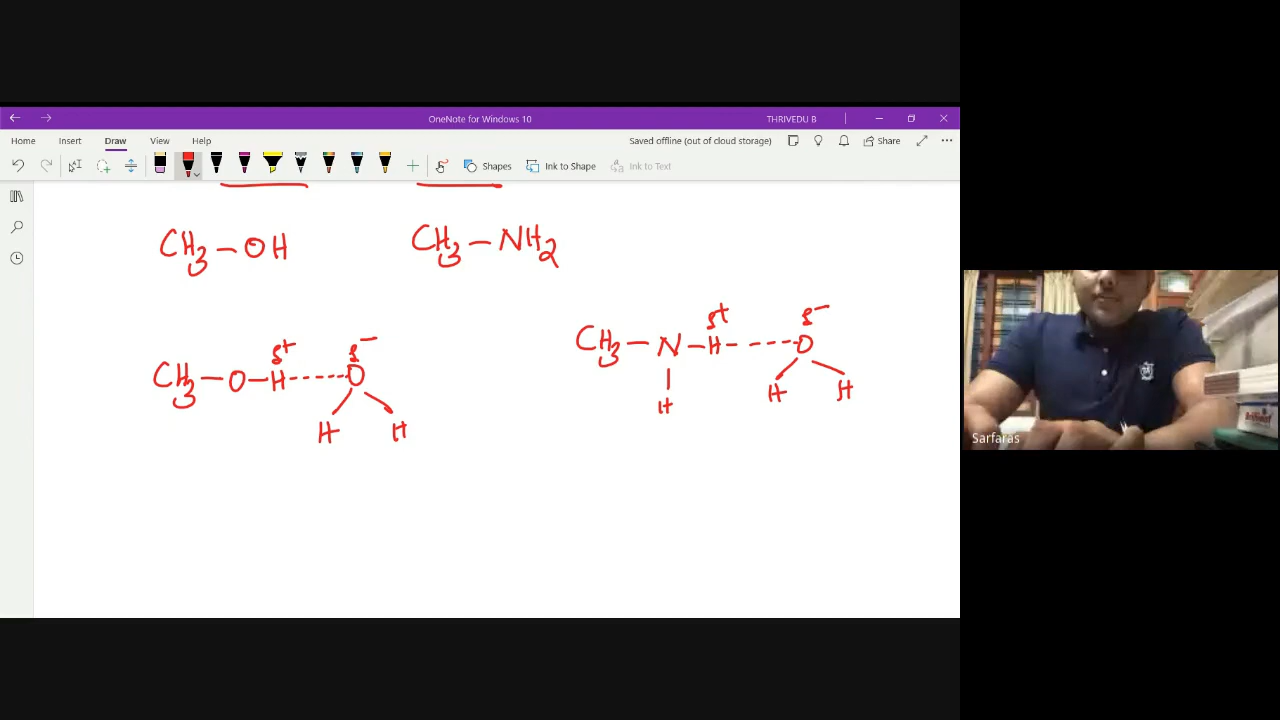 OneNote for Windows 10
THRIVEDU B
Home Insert Draw View Help
Saved offline (out of cloud storage)
Share
Shapes
Ink to Shape
Ink to Text
CH3 – OH
CH3 – NH2
δ+ δ-
CH3 – O – H ------ O
H H
δ+ δ-
CH3 – N – H - - - - - O
H H H
Sarfaras